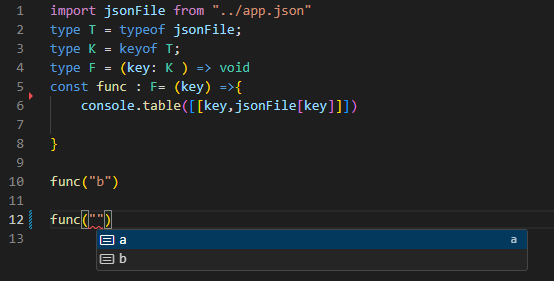 1 import jsonFile from "../app.json"
2 type T = typeof jsonFile;
3 type K = keyof T;
4 type F = (key: K ) => void
5 const func : F= (key) =>{
6 console.table([[key,jsonFile[key]]])
7
8 }
9
10 func("b")
11
12 func("")
a a
13 b